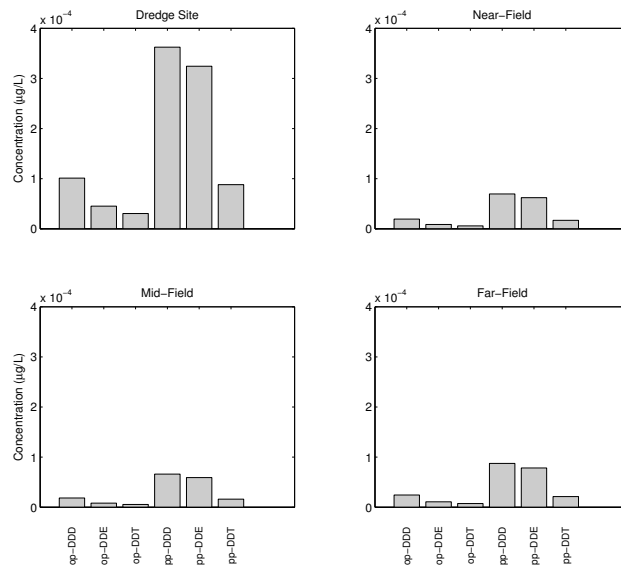 Dredge Site
x 10⁻⁴
4
3
2
1
0
Concentration (µg/L)
Near−Field
x 10⁻⁴
4
3
2
1
0
Mid−Field
x 10⁻⁴
4
3
2
1
0
Concentration (µg/L)
op−DDD
op−DDE
op−DDT
pp−DDD
pp−DDE
pp−DDT
Far−Field
x 10⁻⁴
4
3
2
1
0
op−DDD
op−DDE
op−DDT
pp−DDD
pp−DDE
pp−DDT